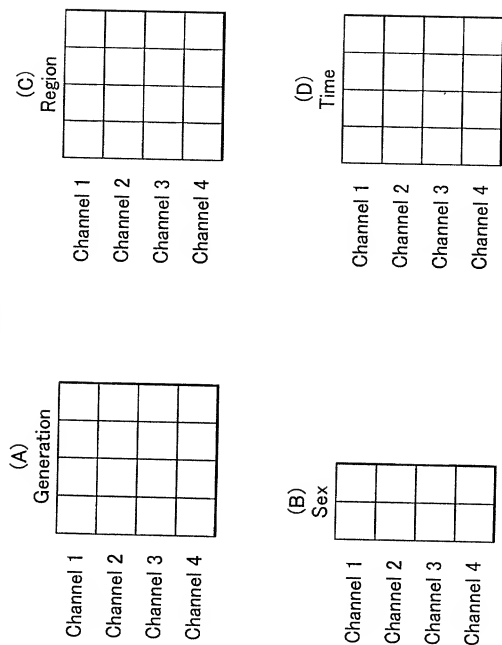 (A)
Generation
Channel 1
Channel 2
Channel 3
Channel 4
(B)
Sex
Channel 1
Channel 2
Channel 3
Channel 4
(C)
Region
Channel 1
Channel 2
Channel 3
Channel 4
(D)
Time
Channel 1
Channel 2
Channel 3
Channel 4